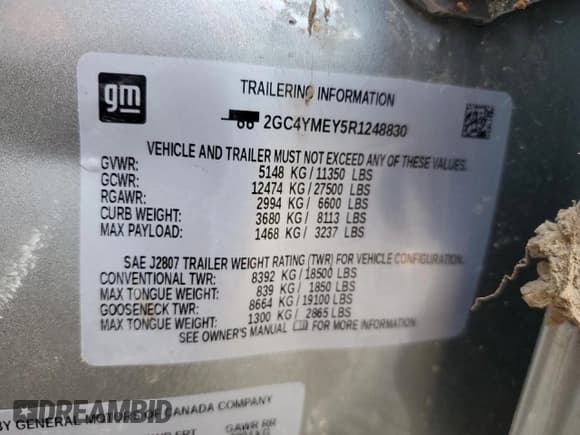 gm
TRAILERING INFORMATION
2GC4YMEY5R1248830
VEHICLE AND TRAILER MUST NOT EXCEED ANY OF THESE VALUES.
GVWR: 5148 KG/11350 LBS
GCWR: 12474 KG/27500 LBS
RGAWR: 2994 KG/ 6600 LBS
CURB WEIGHT: 3680 KG/ 8113 LBS
MAX PAYLOAD: 1468 KG/ 3237 LBS
SAE J2807 TRAILER WEIGHT RATING (TWR) FOR VEHICLE CONFIGURATION.
CONVENTIONAL TWR: 8392 KG/18500 LBS
MAX TONGUE WEIGHT: 839 KG/ 1850 LBS
GOOSENECK TWR: 8664 KG/19100 LBS
MAX TONGUE WEIGHT: 1300 KG/ 2865 LBS
SEE OWNER'S MANUAL FOR MORE INFORMATION.
BY GENERAL MOTORS OF CANADA COMPANY
GAWR RR
DREAMBID